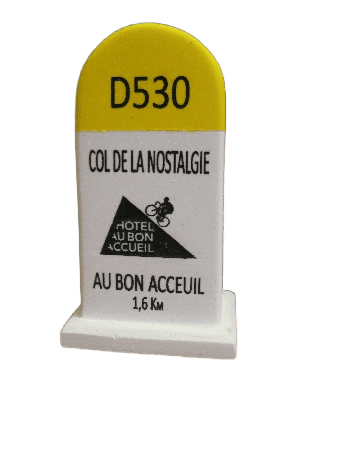 D530
COL DE LA NOSTALGIE
HOTEL
AU BON
ACCUEIL
AU BON ACCEUIL
1,6 KM